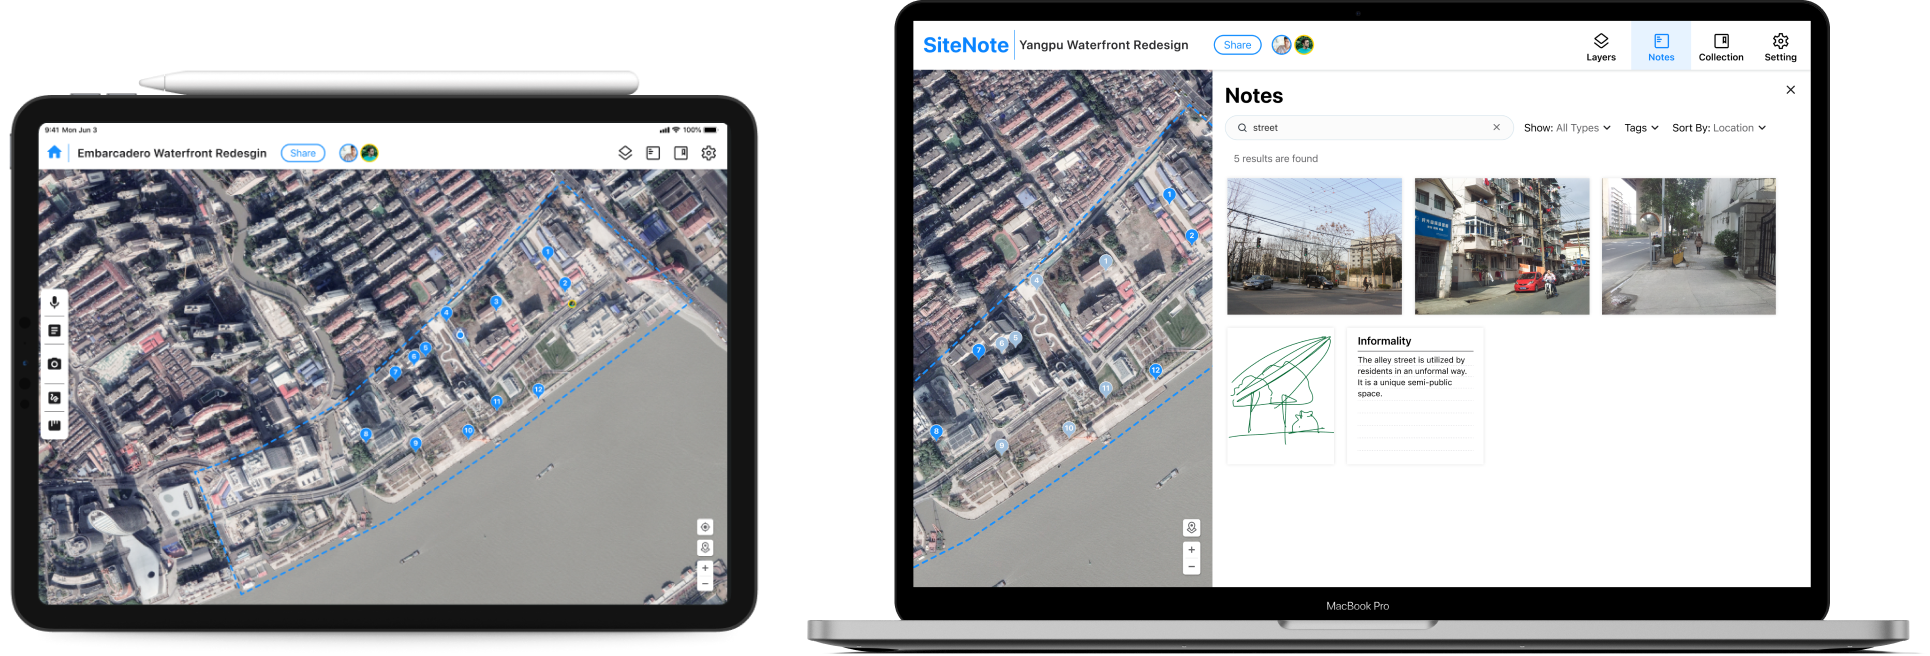 9:41 Mon Jun 3
100%
Embarcadero Waterfront Redesgin
Share
1
2
3
4
5
6
7
8
9
10
11
12
+
−
SiteNote
Yangpu Waterfront Redesign
Share
Layers
Notes
Collection
Setting
1
2
1
4
5
6
7
12
11
10
8
9
+
−
Notes
street
Show: All Types
Tags
Sort By: Location
5 results are found
Informality
The alley street is utilized by
residents in an unformal way.
It is a unique semi-public
space.
MacBook Pro